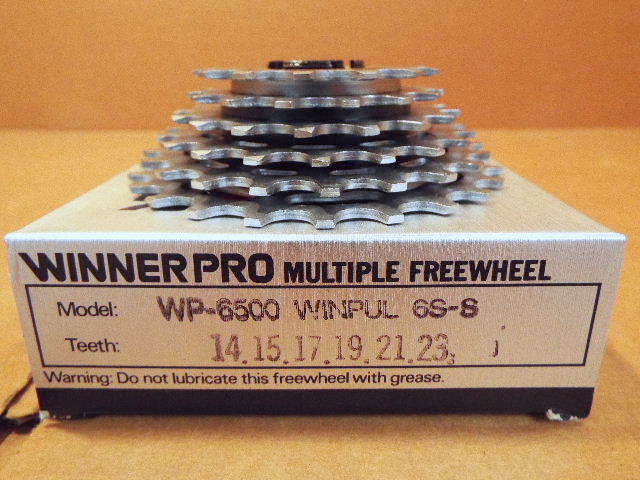 WINNER PRO MULTIPLE FREEWHEEL
Model: WP-6500 WINPUL 6S-S
Teeth: 14.15.17.19.21.23.
Warning: Do not lubricate this freewheel with grease.